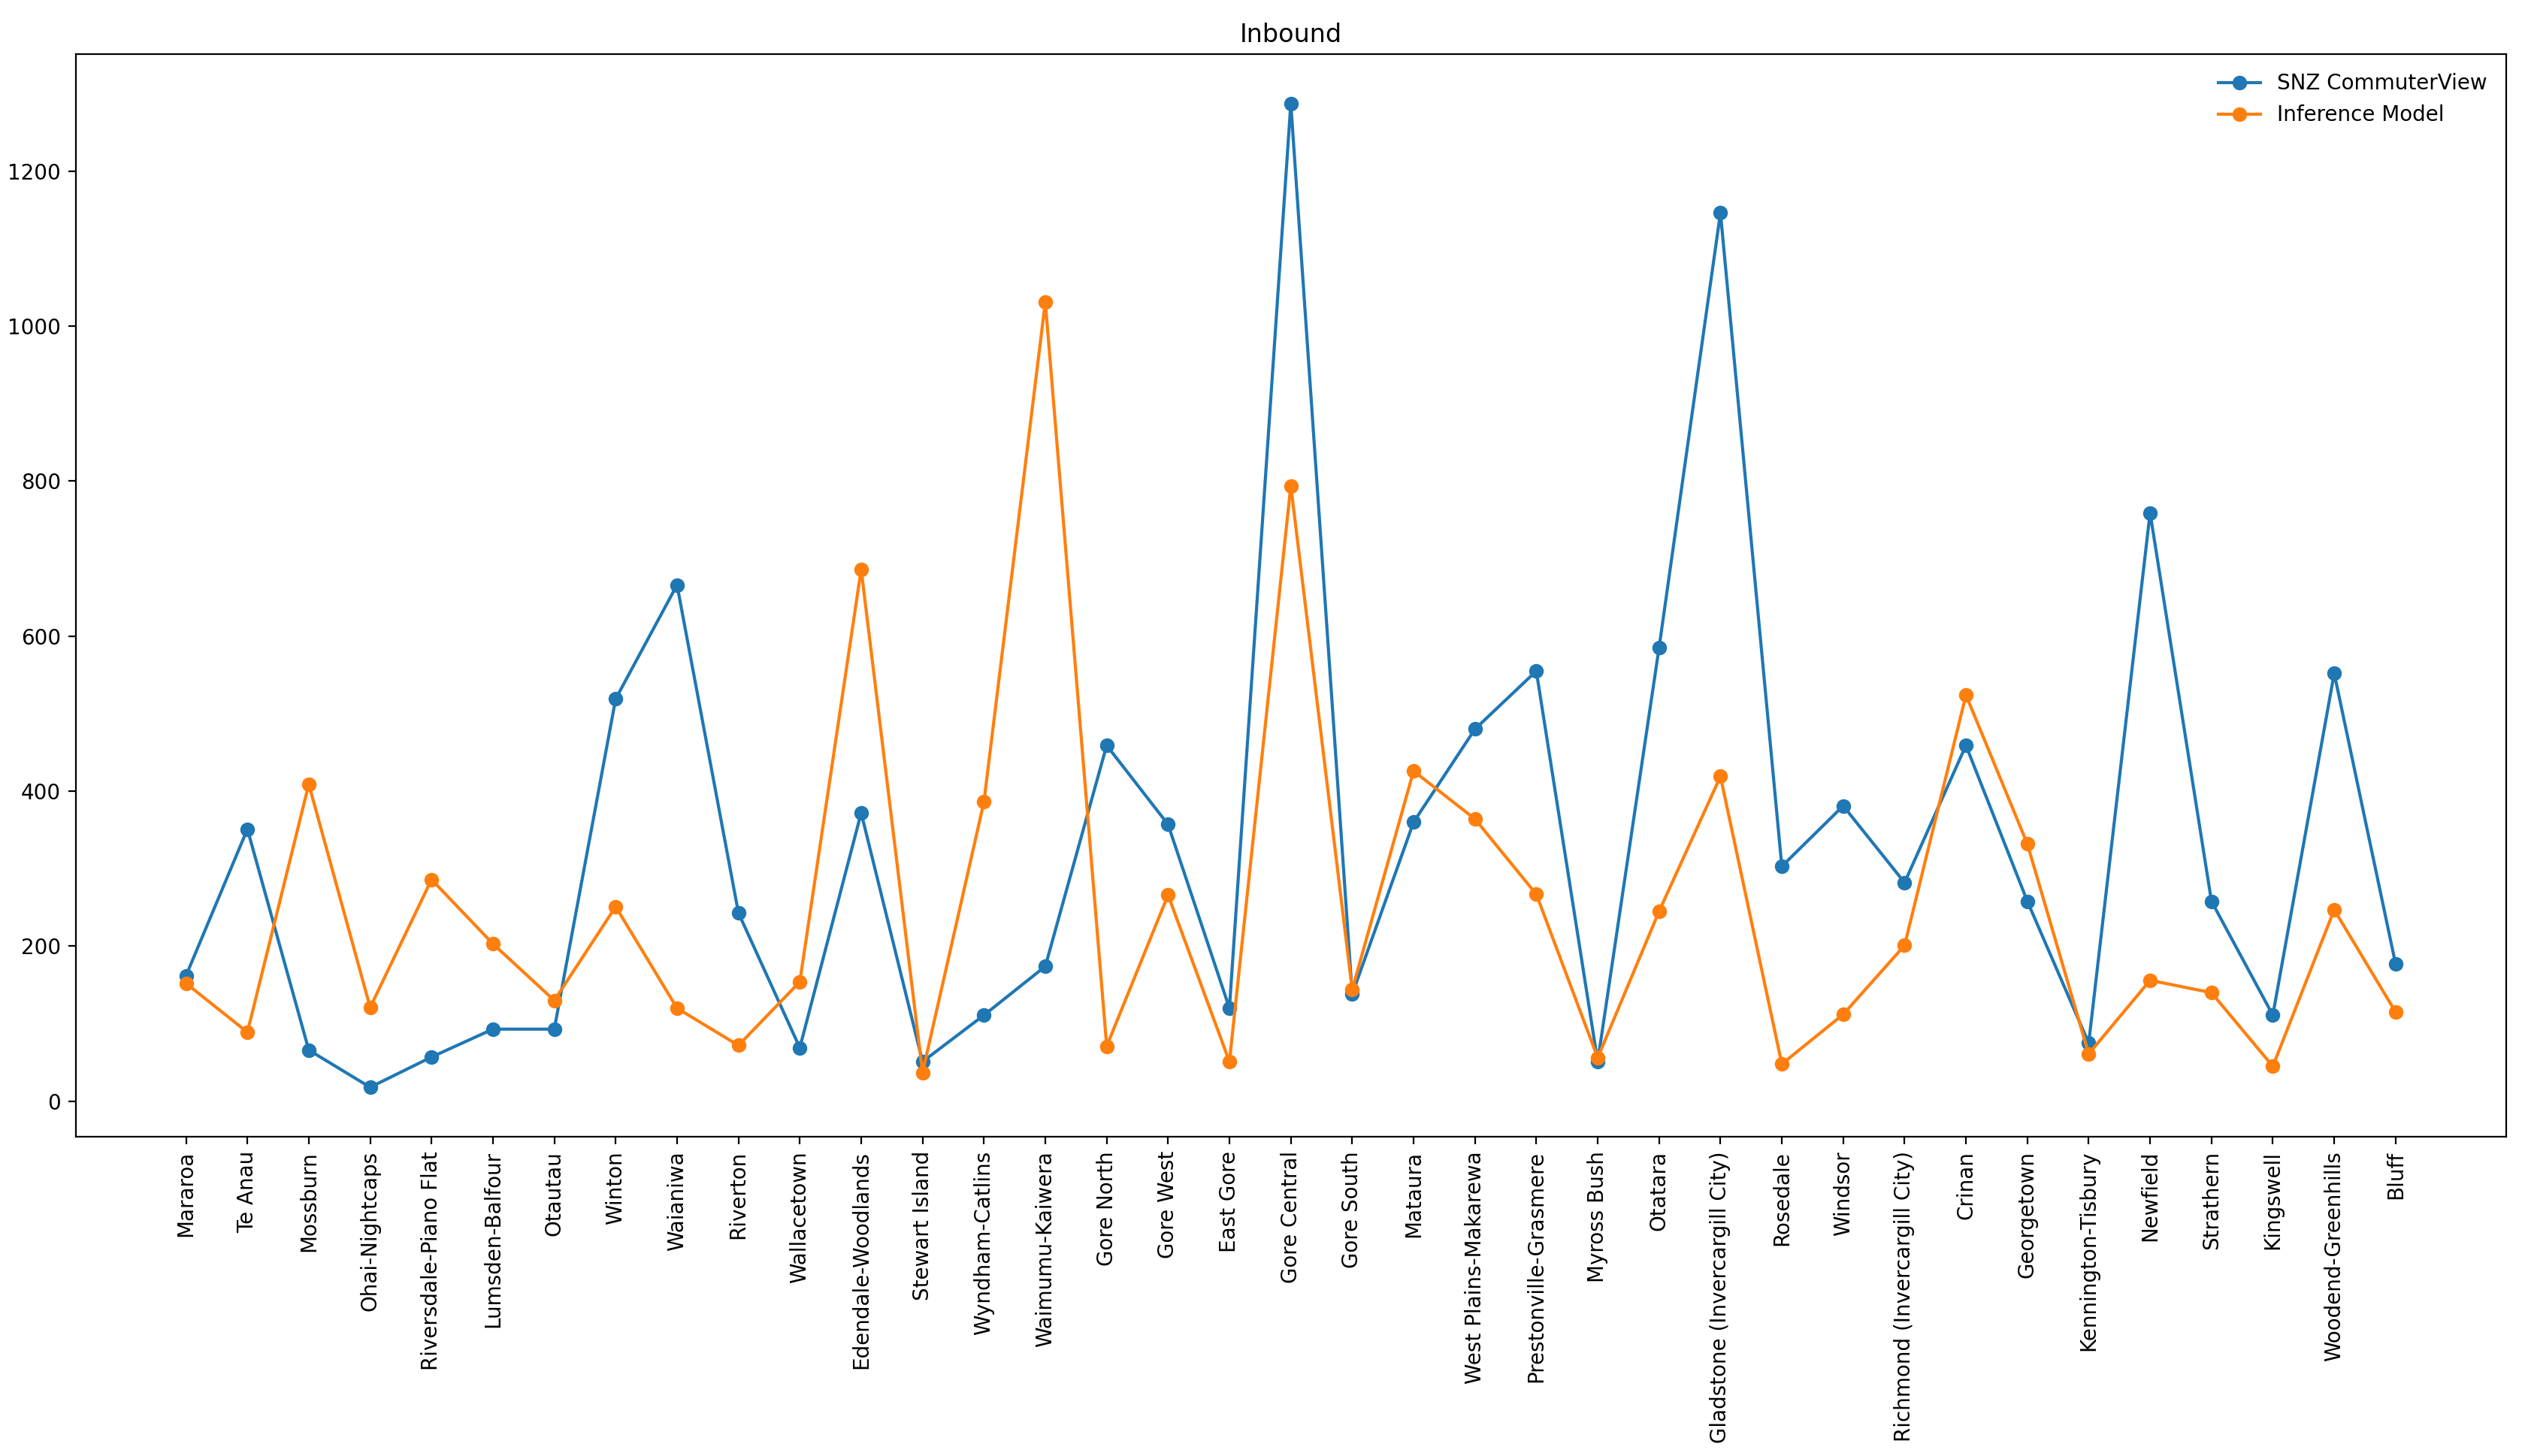 Inbound
SNZ CommuterView
Inference Model
1200
1000
800
600
400
200
0
Mararoa
Te Anau
Mossburn
Ohai-Nightcaps
Riversdale-Piano Flat
Lumsden-Balfour
Otautau
Winton
Waianiwa
Riverton
Wallacetown
Edendale-Woodlands
Stewart Island
Wyndham-Catlins
Waimumu-Kaiwera
Gore North
Gore West
East Gore
Gore Central
Gore South
Mataura
West Plains-Makarewa
Prestonville-Grasmere
Myross Bush
Otatara
Gladstone (Invercargill City)
Rosedale
Windsor
Richmond (Invercargill City)
Crinan
Georgetown
Kennington-Tisbury
Newfield
Strathern
Kingswell
Woodend-Greenhills
Bluff